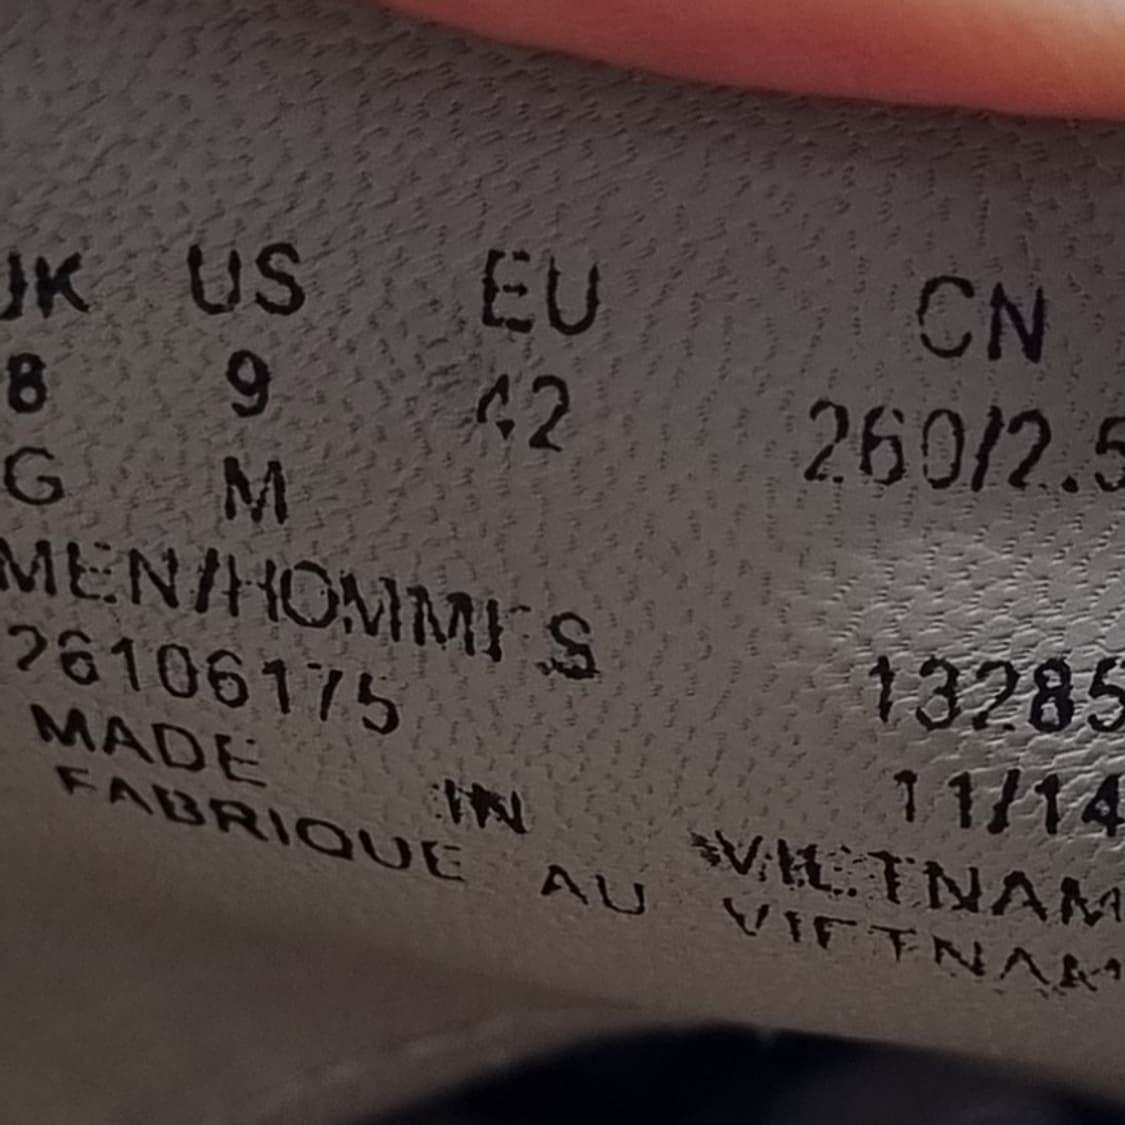 UK US EU CN
8 9 42 260/2.5
G M
MEN/HOMMES
26106175 13285
11/14
MADE IN VIETNAM
FABRIQUE AU VIETNAM